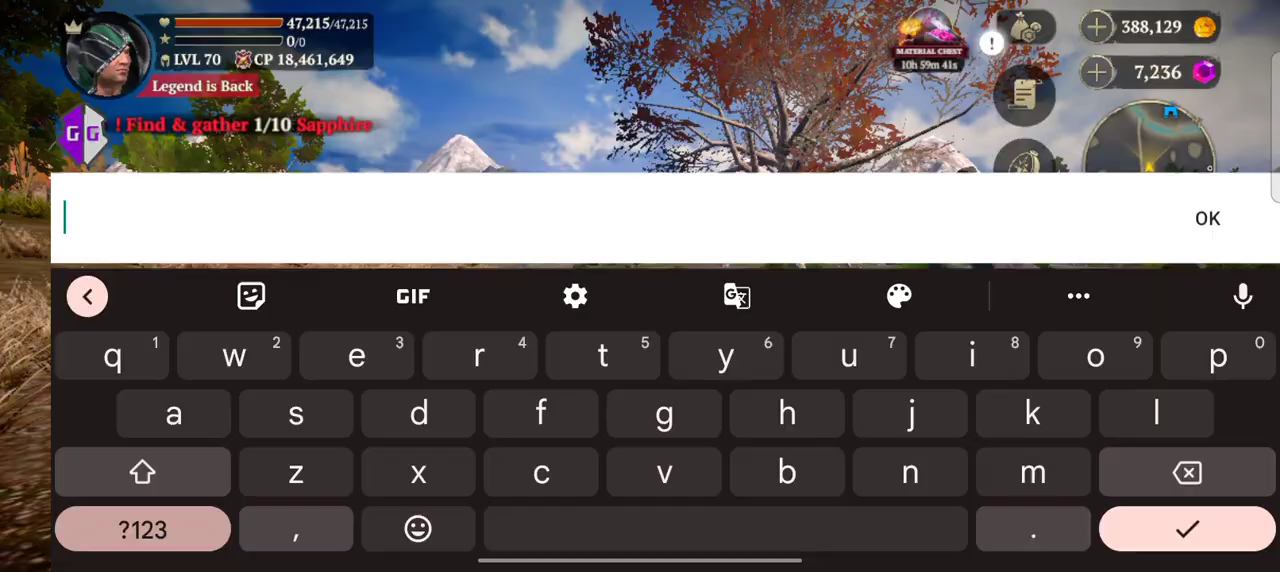 47,215/47,215
0/0
LVL 70 CP 18,461,649
Legend is Back
GG ! Find & gather 1/10 Sapphire
MATERIAL CHEST
10h 59m 41s
!
388,129
7,236
OK
GIF
G
q 1 w 2 e 3 r 4 t 5 y 6 u 7 i 8 o 9 p 0
a s d f g h j k l
z x c v b n m
?123 , .